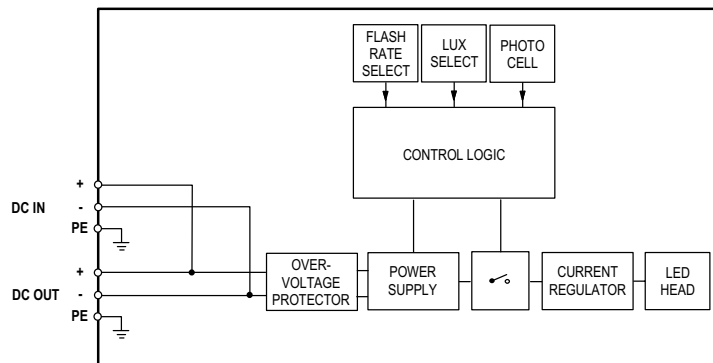 FLASH
RATE
SELECT
LUX
SELECT
PHOTO
CELL
CONTROL LOGIC
+
DC IN
-
PE
+
DC OUT
-
PE
OVER-
VOLTAGE
PROTECTOR
POWER
SUPPLY
CURRENT
REGULATOR
LED
HEAD